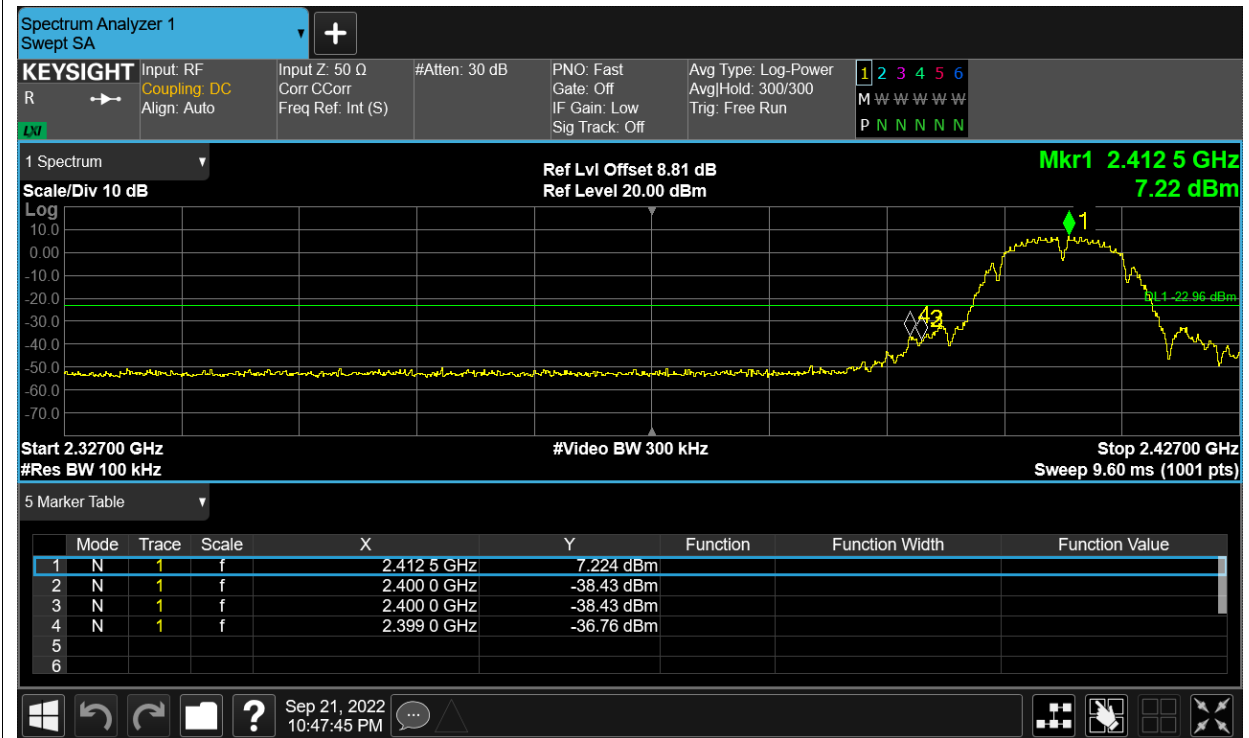 Spectrum Analyzer 1
Swept SA
KEYSIGHT Input: RF Input Z: 50 Ω #Atten: 30 dB PNO: Fast Avg Type: Log-Power 1 2 3 4 5 6
R Coupling: DC Corr CCorr Gate: Off Avg|Hold: 300/300 M W W W W W
Align: Auto Freq Ref: Int (S) IF Gain: Low Trig: Free Run
LXI Sig Track: Off P N N N N N
1 Spectrum Ref Lvl Offset 8.81 dB Mkr1 2.412 5 GHz
Scale/Div 10 dB Ref Level 20.00 dBm 7.22 dBm
Log
10.0
0.00
-10.0
-20.0
-30.0
-40.0
-50.0
-60.0
-70.0
1
DL1 -22.96 dBm
4
Start 2.32700 GHz #Video BW 300 kHz Stop 2.42700 GHz
#Res BW 100 kHz Sweep 9.60 ms (1001 pts)
5 Marker Table
Mode Trace Scale X Y Function Function Width Function Value
1 N 1 f 2.412 5 GHz 7.224 dBm
2 N 1 f 2.400 0 GHz -38.43 dBm
3 N 1 f 2.400 0 GHz -38.43 dBm
4 N 1 f 2.399 0 GHz -36.76 dBm
5
6
? Sep 21, 2022
10:47:45 PM